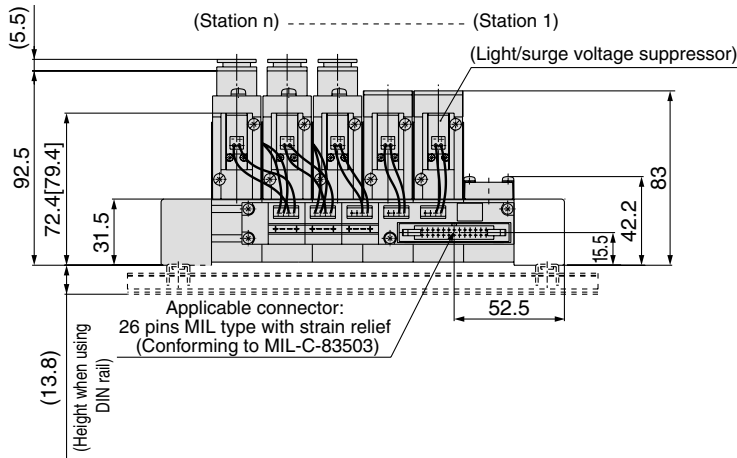 (Station n)
(Station 1)
(5.5)
(Light/surge voltage suppressor)
92.5
72.4[79.4]
31.5
83
42.2
15.5
52.5
Applicable connector:
26 pins MIL type with strain relief
(Conforming to MIL-C-83503)
(13.8)
(Height when using
DIN rail)